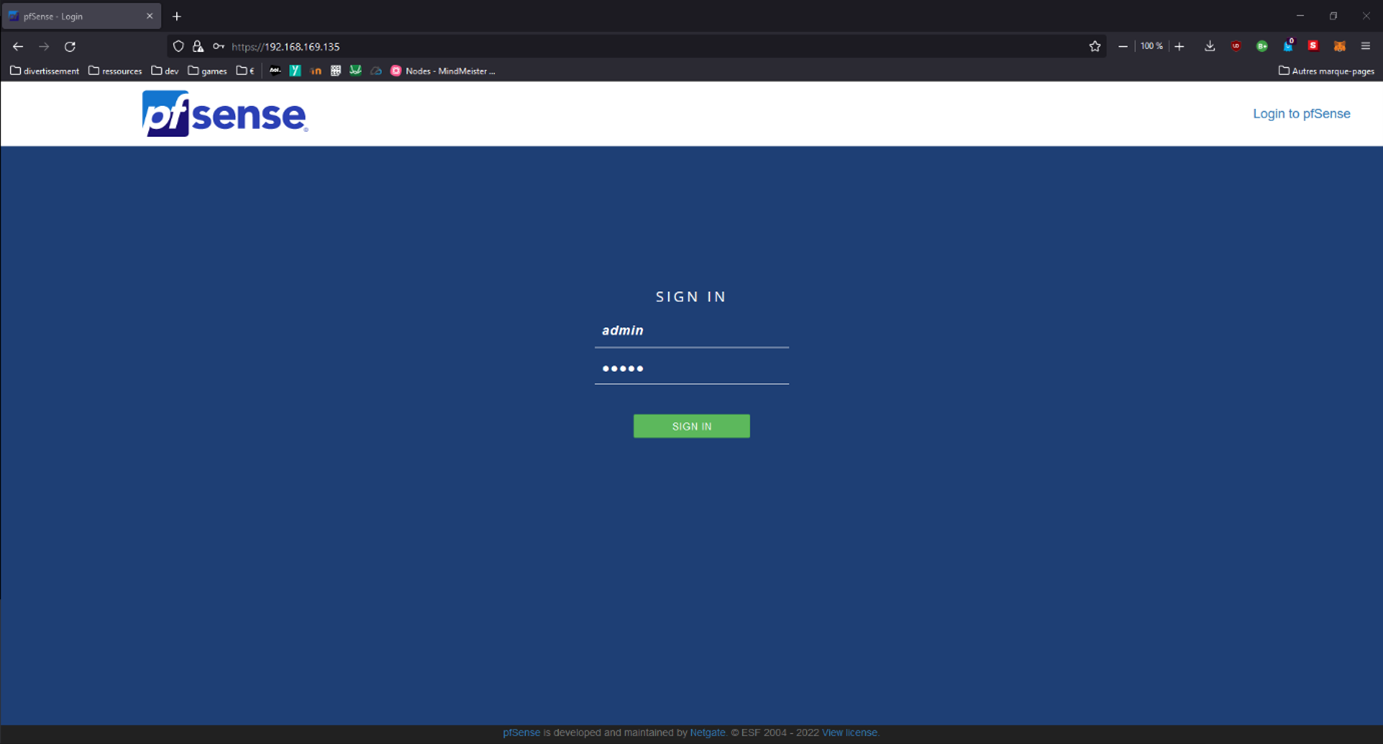 pfSense - Login
https://192.168.169.135
100 %
divertissement ressources dev games € Nodes - MindMeister ... Autres marque-pages
pfsense
Login to pfSense
SIGN IN
admin
•••••
SIGN IN
pfSense is developed and maintained by Netgate. © ESF 2004 - 2022 View license.